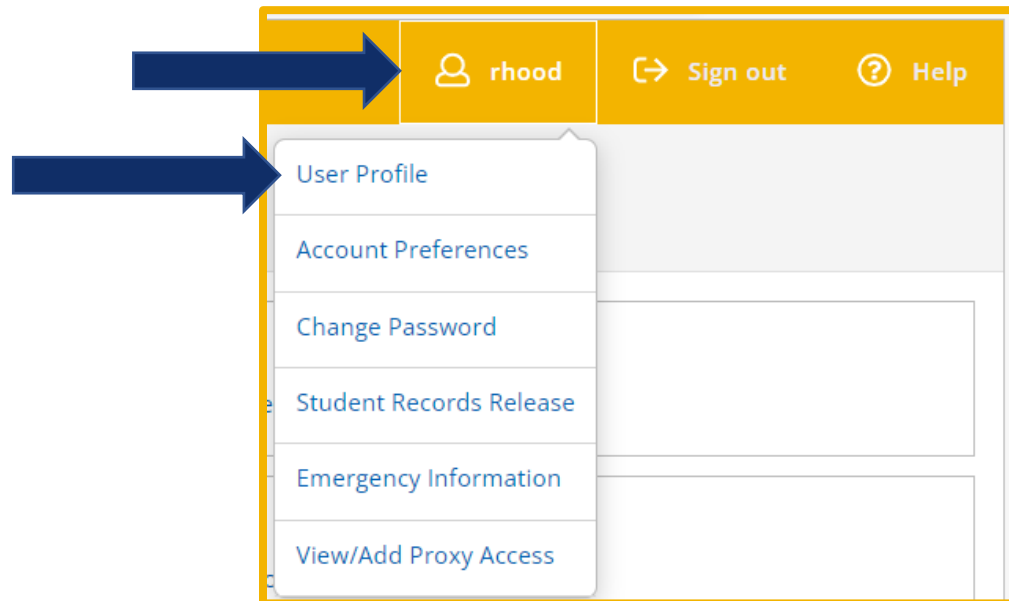 rhood Sign out Help
User Profile
Account Preferences
Change Password
Student Records Release
Emergency Information
View/Add Proxy Access